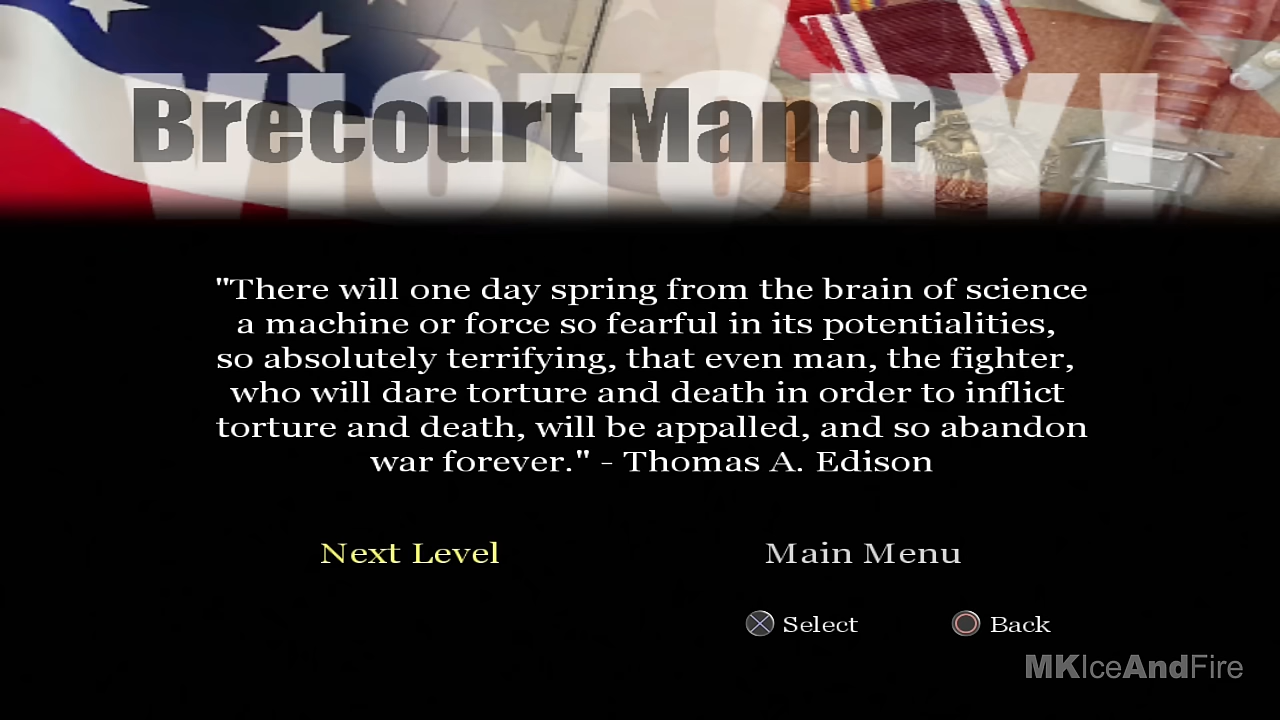 VICTORY!
Brecourt Manor
"There will one day spring from the brain of science
a machine or force so fearful in its potentialities,
so absolutely terrifying, that even man, the fighter,
who will dare torture and death in order to inflict
torture and death, will be appalled, and so abandon
war forever." - Thomas A. Edison
Next Level Main Menu
Select Back
MKIceAndFire